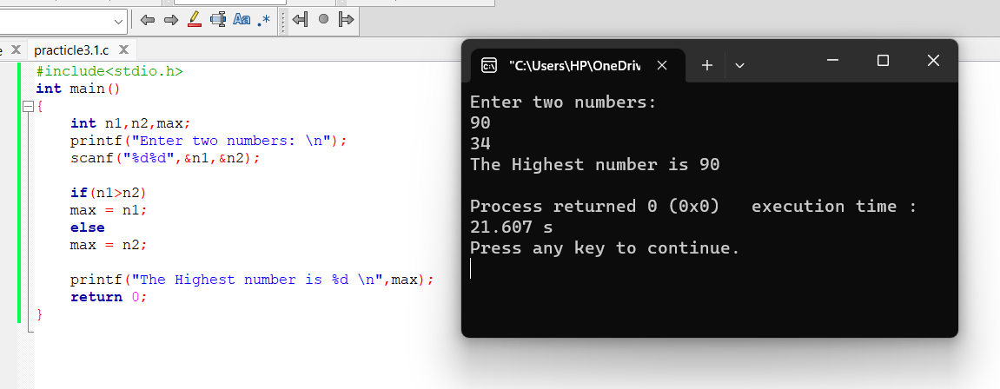 Aa .*
practicle3.1.c
#include<stdio.h>
int main()
{
    int n1,n2,max;
    printf("Enter two numbers: \n");
    scanf("%d%d",&n1,&n2);

    if(n1>n2)
    max = n1;
    else
    max = n2;

    printf("The Highest number is %d \n",max);
    return 0;
}
"C:\Users\HP\OneDriv
Enter two numbers:
90
34
The Highest number is 90

Process returned 0 (0x0)   execution time :
21.607 s
Press any key to continue.